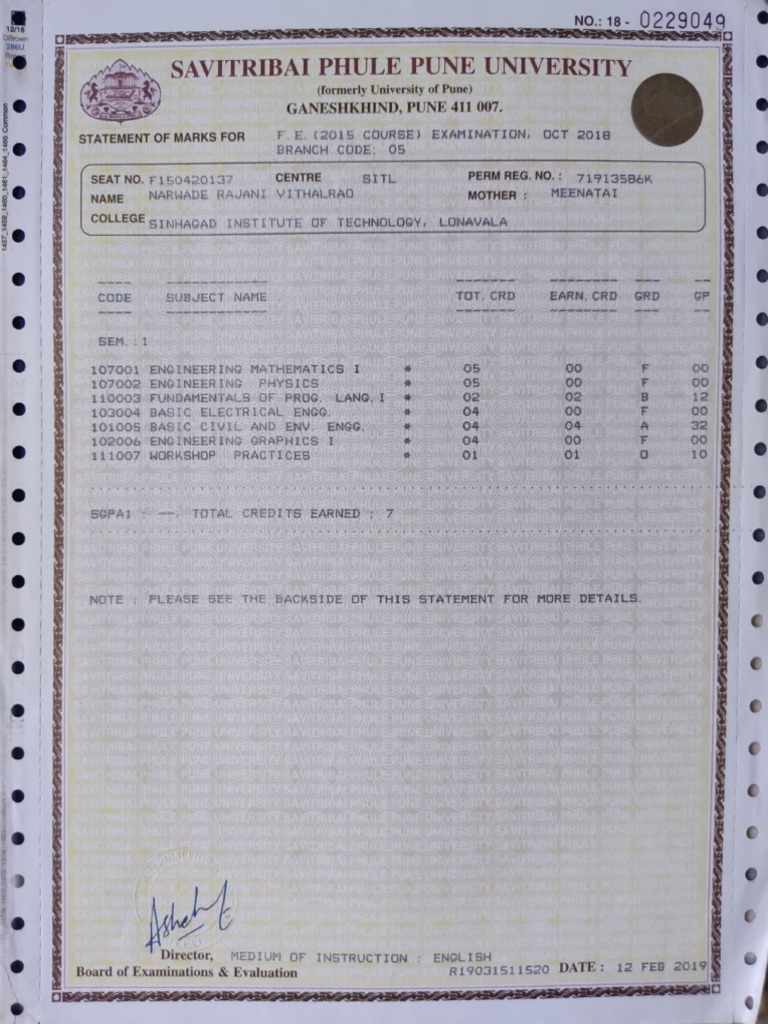 NO.: 18 - 0229049
12/18
286U
SAVITRIBAI PHULE PUNE UNIVERSITY
(formerly University of Pune)
GANESHKHIND, PUNE 411 007.
STATEMENT OF MARKS FOR F.E.(2015 COURSE) EXAMINATION, OCT 2018
BRANCH CODE: 05
SEAT NO. F150420137 CENTRE SITL PERM REG. NO. : 71913586K
NAME NARWADE RAJANI VITHALRAO MOTHER : MEENATAI
COLLEGE SINHAGAD INSTITUTE OF TECHNOLOGY, LONAVALA
CODE SUBJECT NAME TOT. CRD EARN. CRD GRD GP
SEM. : 1
107001 ENGINEERING MATHEMATICS I * 05 00 F 00
107002 ENGINEERING PHYSICS * 05 00 F 00
110003 FUNDAMENTALS OF PROG. LANG. I * 02 02 B 12
103004 BASIC ELECTRICAL ENGG. * 04 00 F 00
101005 BASIC CIVIL AND ENV. ENGG. * 04 04 A 32
102006 ENGINEERING GRAPHICS I * 04 00 F 00
111007 WORKSHOP PRACTICES * 01 01 O 10
SGPA1 : --, TOTAL CREDITS EARNED : 7
NOTE : PLEASE SEE THE BACKSIDE OF THIS STATEMENT FOR MORE DETAILS.
Director, MEDIUM OF INSTRUCTION : ENGLISH
Board of Examinations & Evaluation R19031511520 DATE : 12 FEB 2019